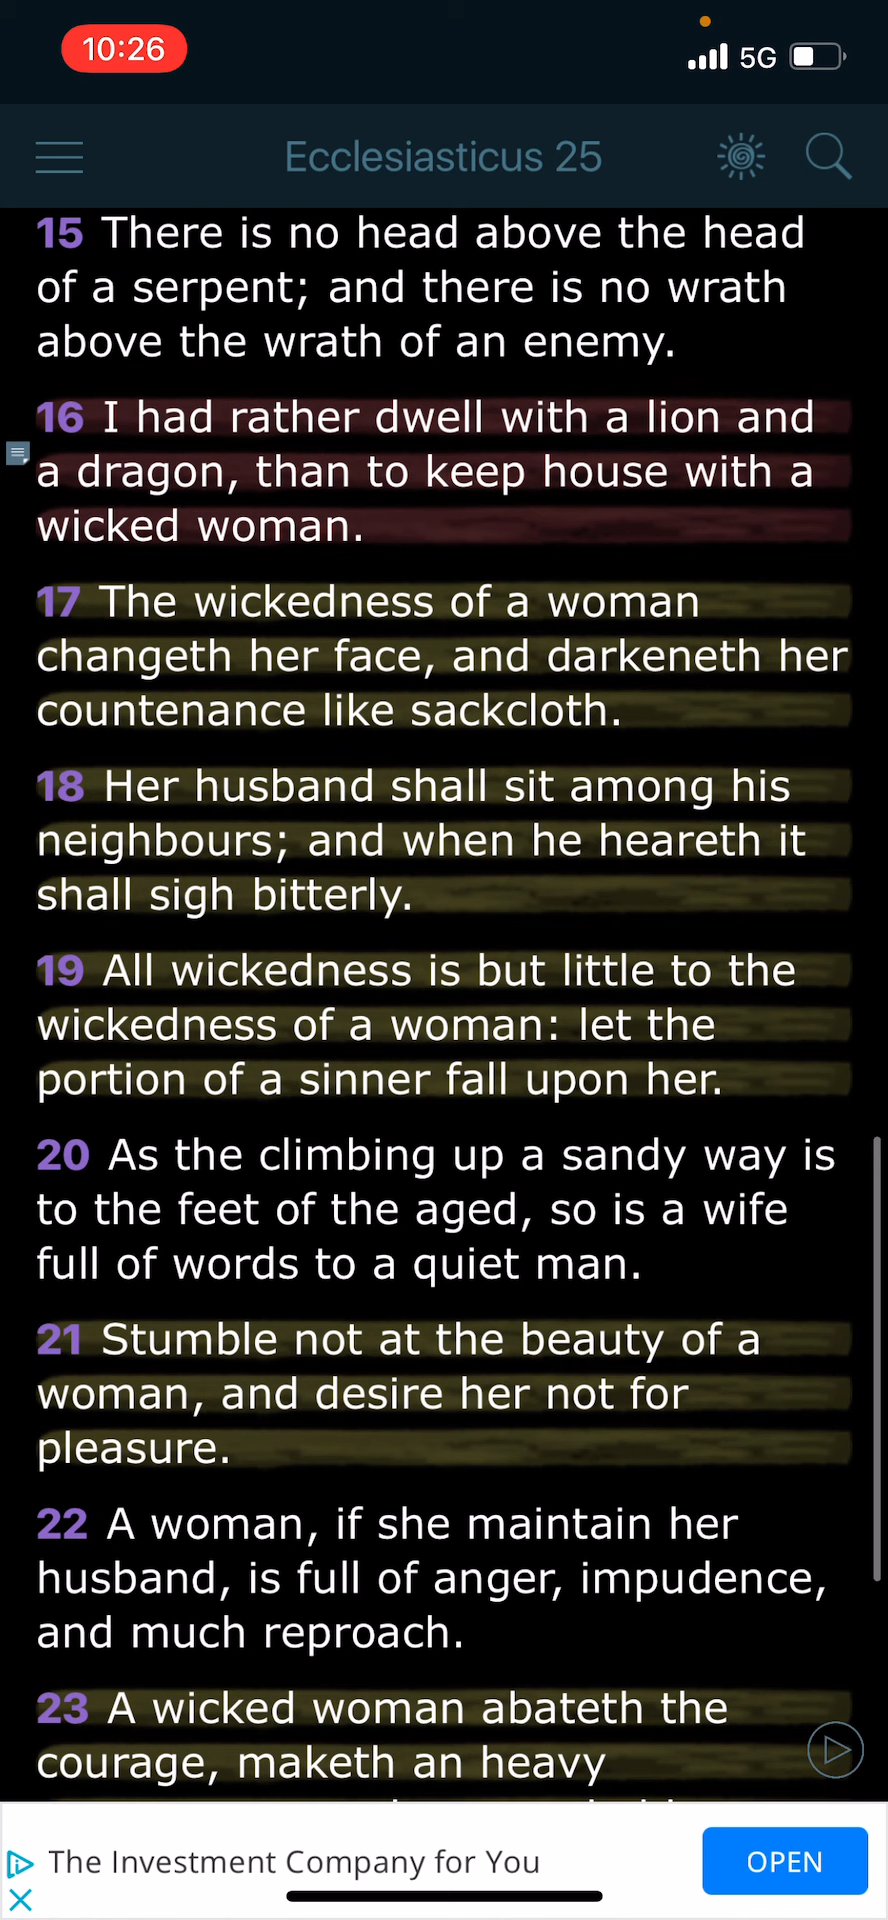 10:26
5G
Ecclesiasticus 25
15 There is no head above the head
of a serpent; and there is no wrath
above the wrath of an enemy.
16 I had rather dwell with a lion and
a dragon, than to keep house with a
wicked woman.
17 The wickedness of a woman
changeth her face, and darkeneth her
countenance like sackcloth.
18 Her husband shall sit among his
neighbours; and when he heareth it
shall sigh bitterly.
19 All wickedness is but little to the
wickedness of a woman: let the
portion of a sinner fall upon her.
20 As the climbing up a sandy way is
to the feet of the aged, so is a wife
full of words to a quiet man.
21 Stumble not at the beauty of a
woman, and desire her not for
pleasure.
22 A woman, if she maintain her
husband, is full of anger, impudence,
and much reproach.
23 A wicked woman abateth the
courage, maketh an heavy
The Investment Company for You
OPEN